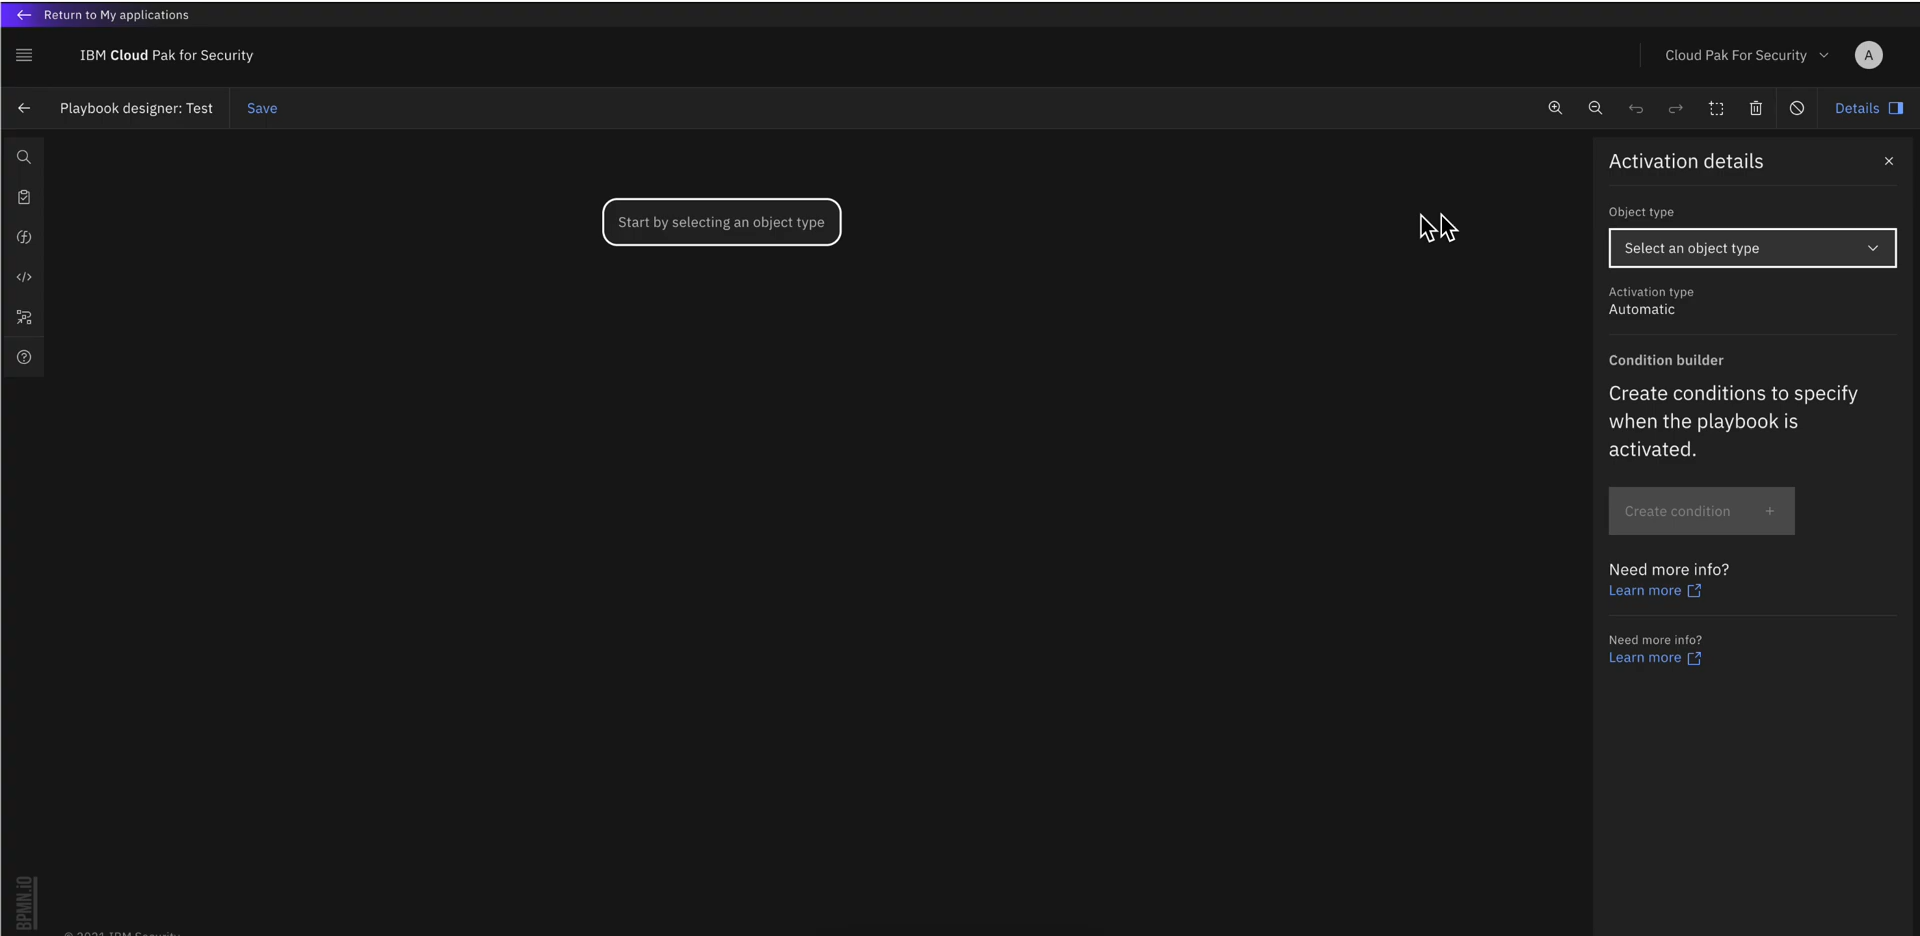 Return to My applications
IBM Cloud Pak for Security
Cloud Pak For Security
A
Playbook designer: Test
Save
Details
Start by selecting an object type
Activation details
Object type
Select an object type
Activation type
Automatic
Condition builder
Create conditions to specify
when the playbook is
activated.
Create condition +
Need more info?
Learn more
Need more info?
Learn more
BPMN.iO
© 2021 IBM Security